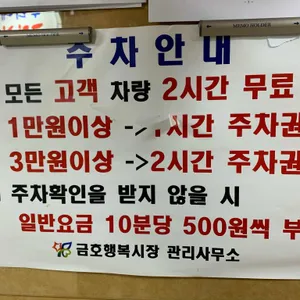 주차안내
모든 고객 차량 2시간 무료
1만원이상 -> 1시간 주차권
3만원이상 ->2시간 주차권
주차확인을 받지 않을 시
일반요금 10분당 500원씩 부
금호행복시장 관리사무소